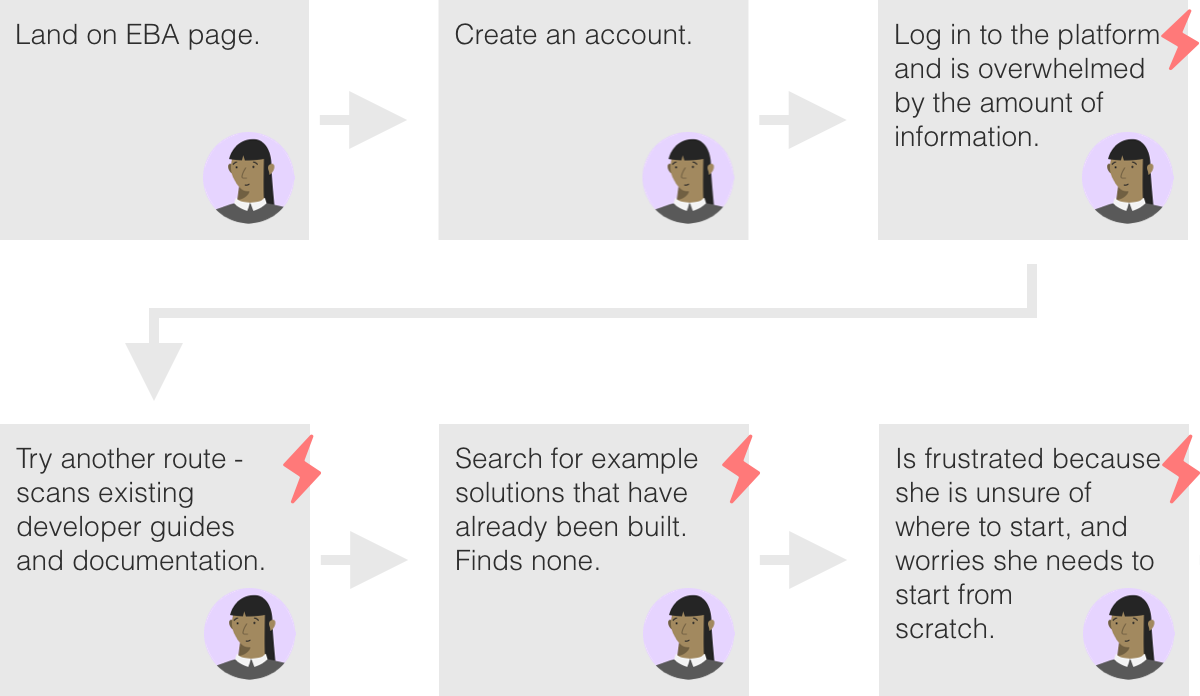 Land on EBA page.
Create an account.
Log in to the platform
and is overwhelmed
by the amount of
information.
Try another route -
scans existing
developer guides
and documentation.
Search for example
solutions that have
already been built.
Finds none.
Is frustrated because
she is unsure of
where to start, and
worries she needs to
start from
scratch.